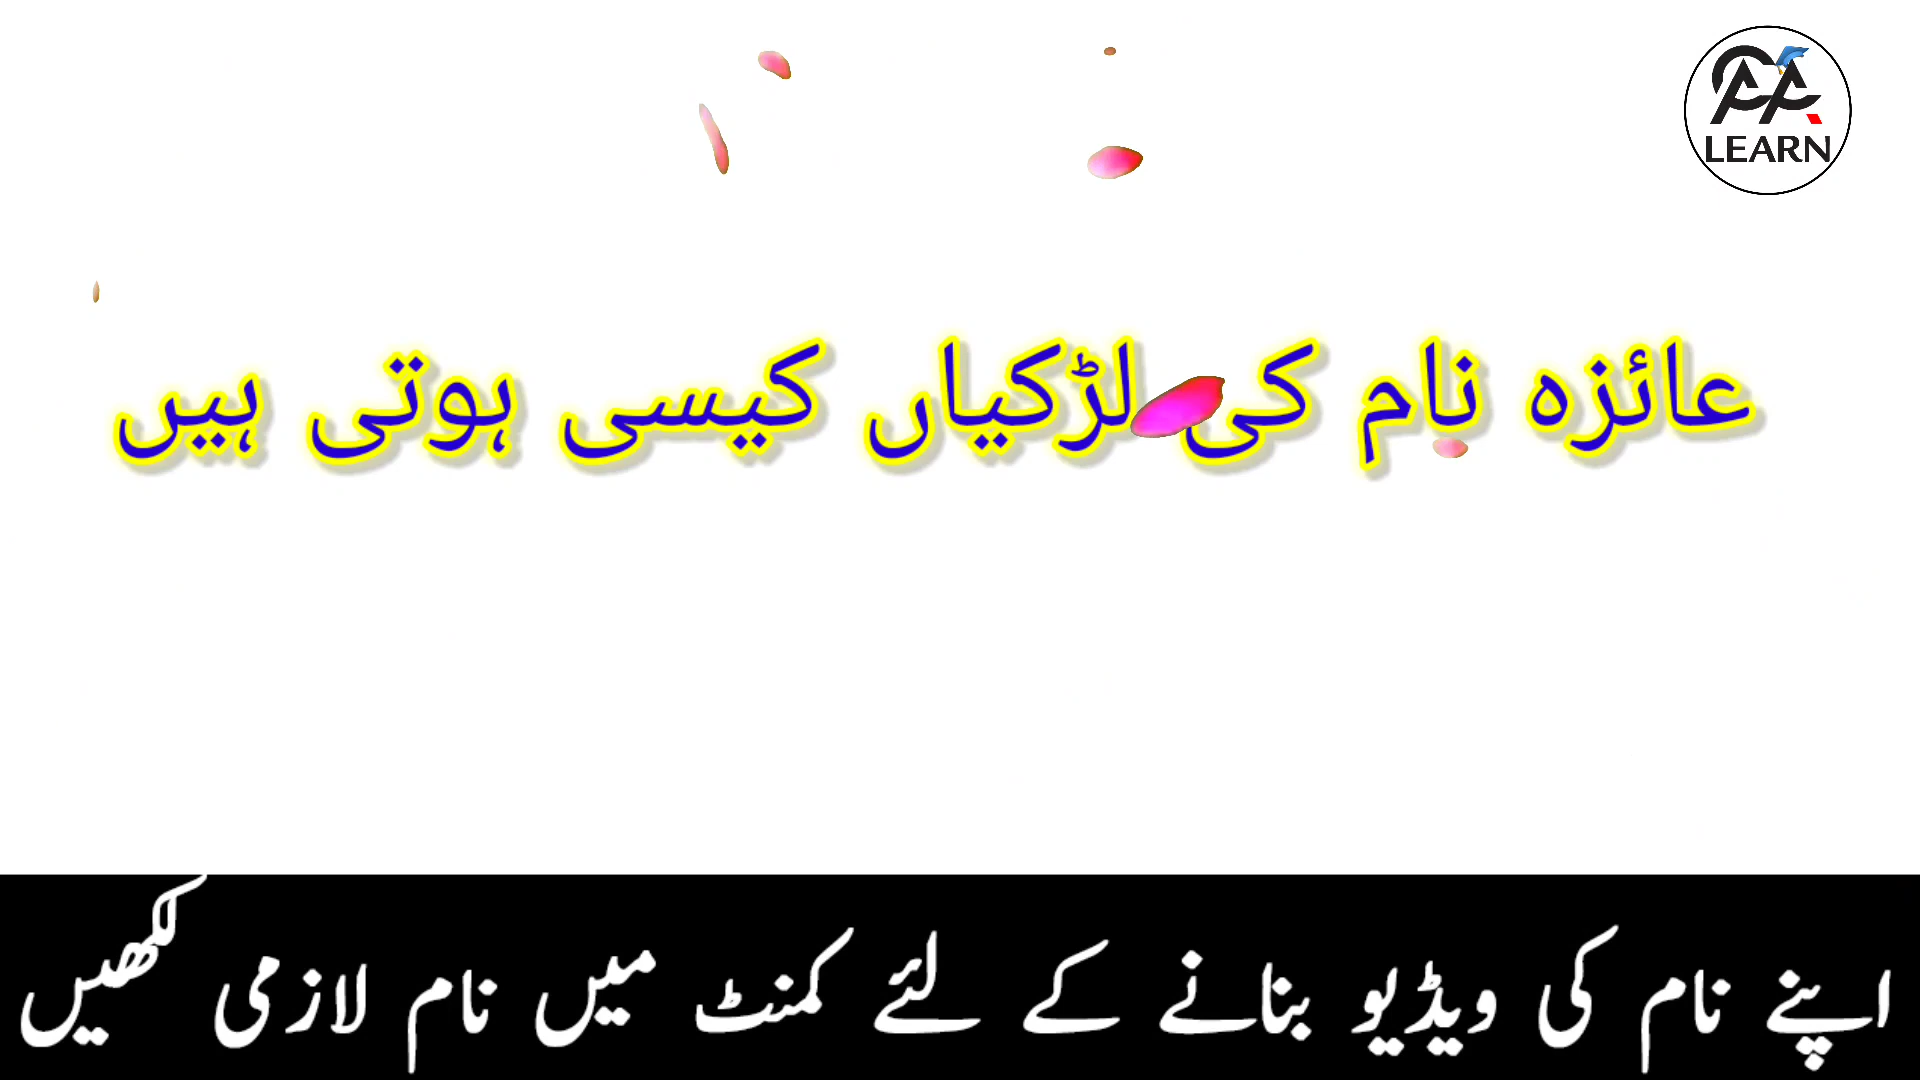 LEARN
عائزہ نام کی لڑکیاں کیسی ہوتی ہیں
اپنے نام کی ویڈیو بنانے کے لئے کمنٹ میں نام لازمی لکھیں